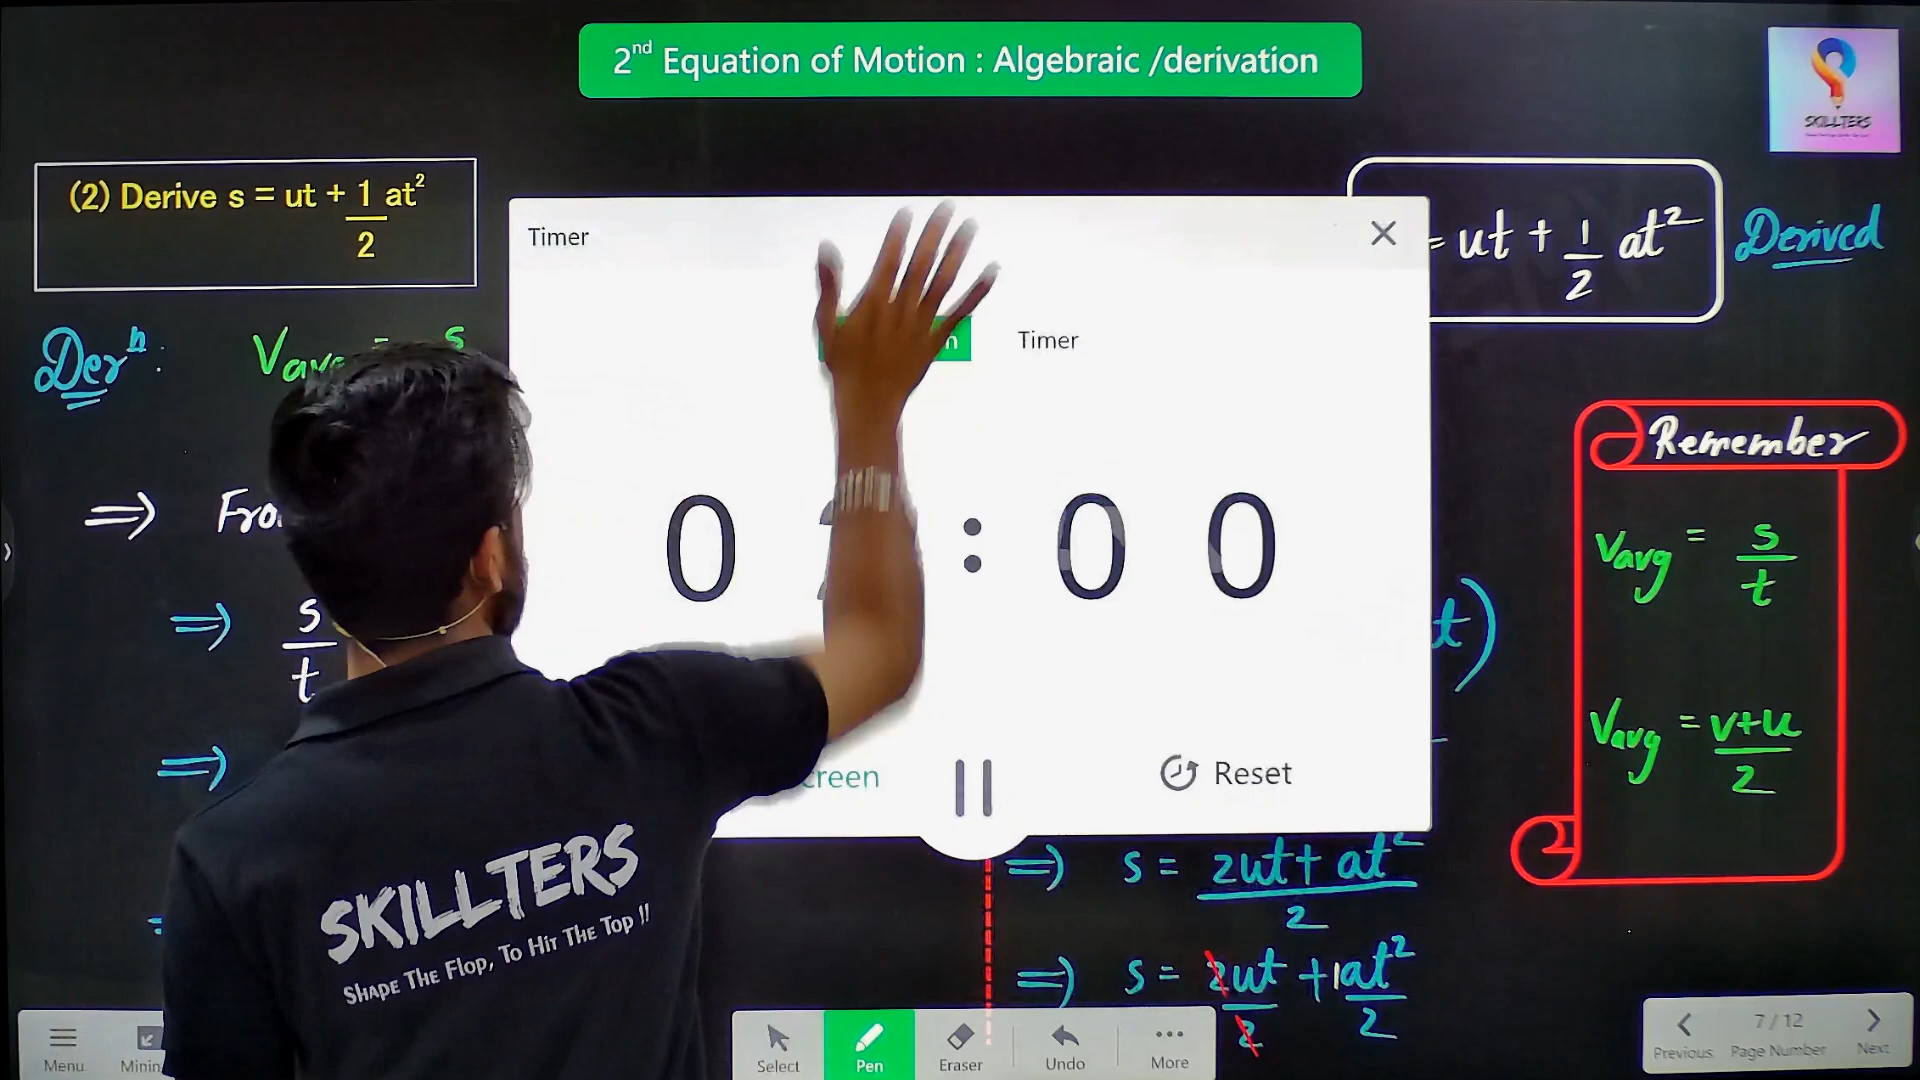 2nd Equation of Motion : Algebraic /derivation
SKILLTERS
(2) Derive s = ut + 1/2 at²
= ut + 1/2 at² Derived
Timer
Timer
Derⁿ :
Vavg = s
⇒ Fro
⇒ s/t
t)
⇒
0 : 0 0
creen
Reset
Remember
Vavg = s/t
Vavg = v+u/2
⇒ s = 2ut + at²/2
⇒ s = 2ut/2 + 1at²/2
SKILLTERS
SHAPE THE FLOP, TO HIT THE TOP !!
Menu
Select
Pen
Eraser
Undo
More
7 / 12
Previous
Page Number
Next